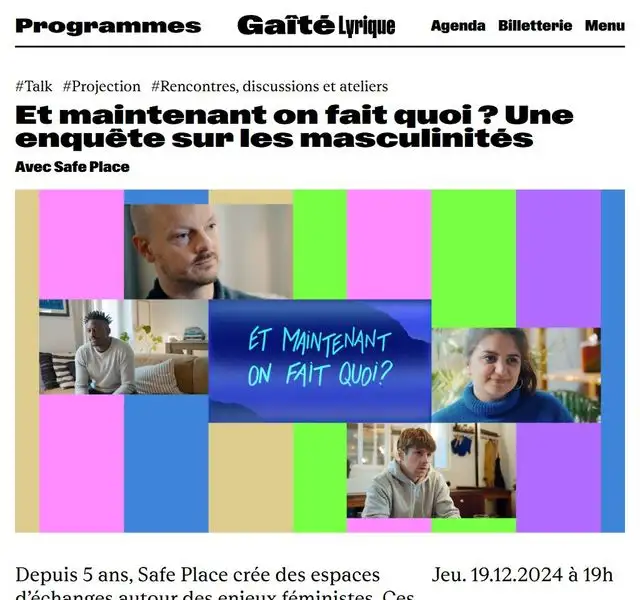 Programmes Gaîté Lyrique Agenda Billetterie Menu
#Talk #Projection #Rencontres, discussions et ateliers
Et maintenant on fait quoi ? Une
enquête sur les masculinités
Avec Safe Place
ET MAINTENANT
ON FAIT QUOI?
Depuis 5 ans, Safe Place crée des espaces
Jeu. 19.12.2024 à 19h
d'échanges autour des enjeux féministes. Ces